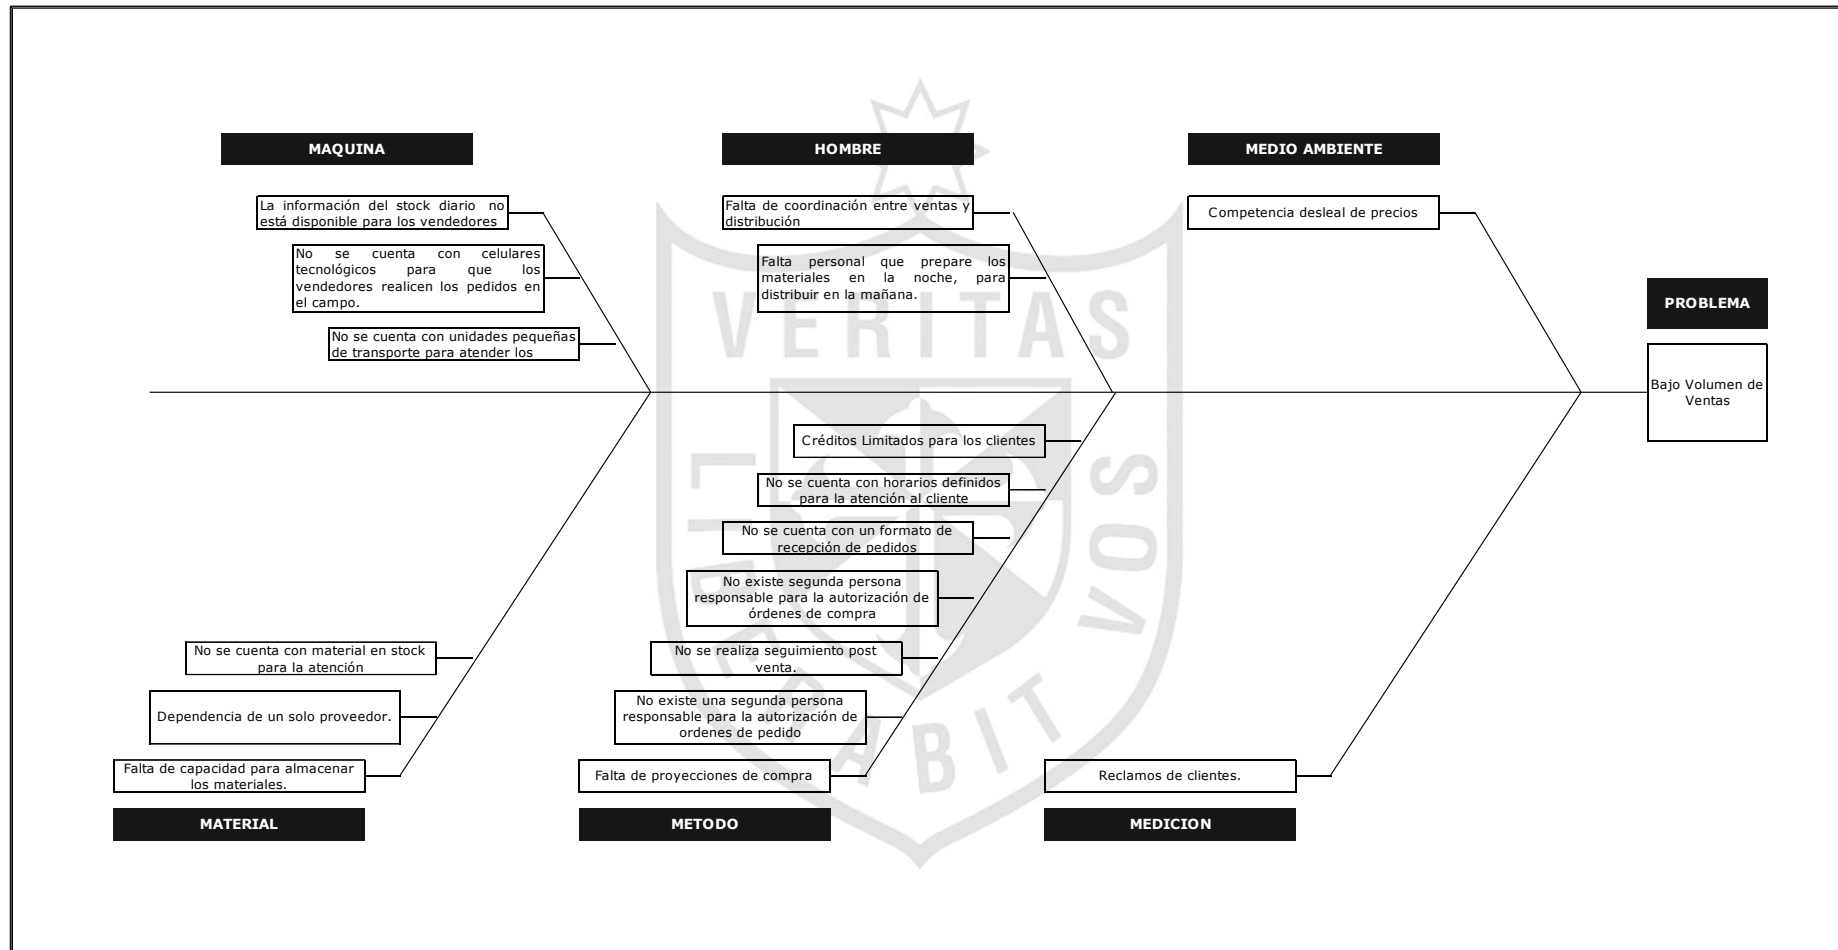 MAQUINA
La información del stock diario no
está disponible para los vendedores
No se cuenta con celulares
tecnológicos para que los
vendedores realicen los pedidos en
el campo.
No se cuenta con unidades pequeñas
de transporte para atender los
HOMBRE
Falta de coordinación entre ventas y
distribución
Falta personal que prepare los
materiales en la noche, para
distribuir en la mañana.
MEDIO AMBIENTE
Competencia desleal de precios
PROBLEMA
Bajo Volumen de
Ventas
No se cuenta con material en stock
para la atención
Dependencia de un solo proveedor.
Falta de capacidad para almacenar
los materiales.
MATERIAL
Créditos Limitados para los clientes
No se cuenta con horarios definidos
para la atención al cliente
No se cuenta con un formato de
recepción de pedidos
No existe segunda persona
responsable para la autorización de
órdenes de compra
No se realiza seguimiento post
venta.
No existe una segunda persona
responsable para la autorización de
ordenes de pedido
Falta de proyecciones de compra
METODO
Reclamos de clientes.
MEDICION
VERITAS
LIBERABIT
VOS